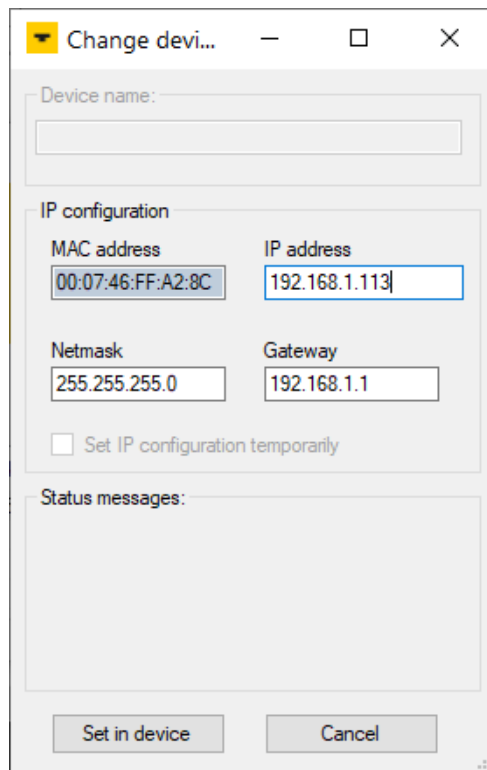 Change devi...
Device name:
IP configuration
MAC address IP address
00:07:46:FF:A2:8C 192.168.1.113
Netmask Gateway
255.255.255.0 192.168.1.1
Set IP configuration temporarily
Status messages:
Set in device Cancel